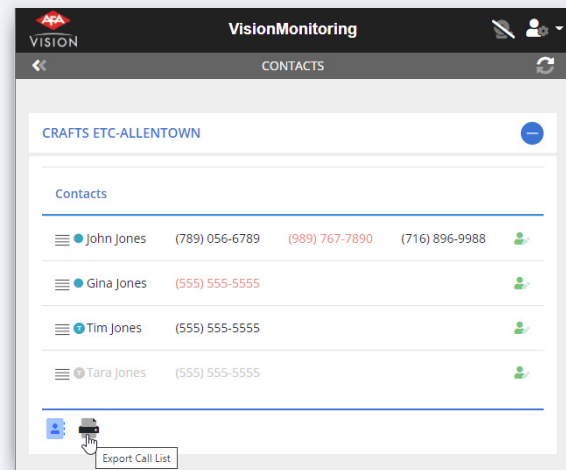 AFA
VISION
VisionMonitoring
CONTACTS
CRAFTS ETC-ALLENTOWN
Contacts
John Jones (789) 056-6789 (989) 767-7890 (716) 896-9988
Gina Jones (555) 555-5555
T Tim Jones (555) 555-5555
T Tara Jones (555) 555-5555
Export Call List